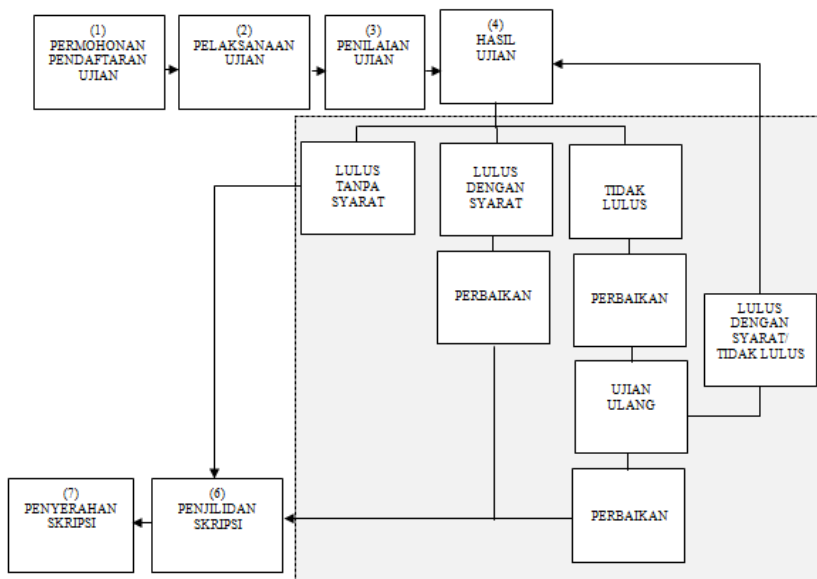 (1)
PERMOHONAN
PENDAFTARAN
UJIAN
(2)
PELAKSANAAN
UJIAN
(3)
PENILAIAN
UJIAN
(4)
HASIL
UJIAN
LULUS
TANPA
SYARAT
LULUS
DENGAN
SYARAT
TIDAK
LULUS
PERBAIKAN
PERBAIKAN
LULUS
DENGAN
SYARAT/
TIDAK LULUS
UJIAN
ULANG
(7)
PENYERAHAN
SKRIPSI
(6)
PENJILIDAN
SKRIPSI
PERBAIKAN